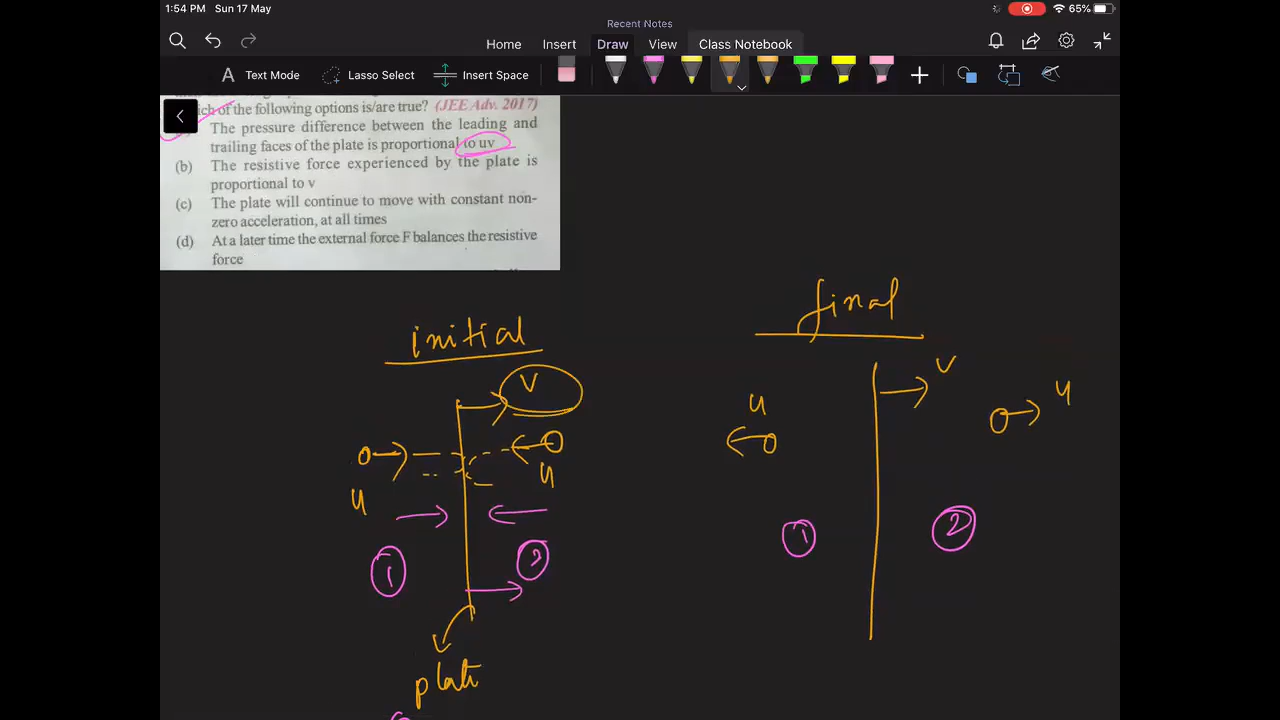 1:54 PM Sun 17 May
65%
Recent Notes
Home Insert Draw View Class Notebook
Text Mode Lasso Select Insert Space
of the following options is/are true? (JEE Adv. 2017)
The pressure difference between the leading and
trailing faces of the plate is proportional to uv
(b) The resistive force experienced by the plate is
proportional to v
(c) The plate will continue to move with constant non-
zero acceleration, at all times
(d) At a later time the external force F balances the resistive
force
initial
final
v
v
u
u
u
u
1
2
1
2
plate